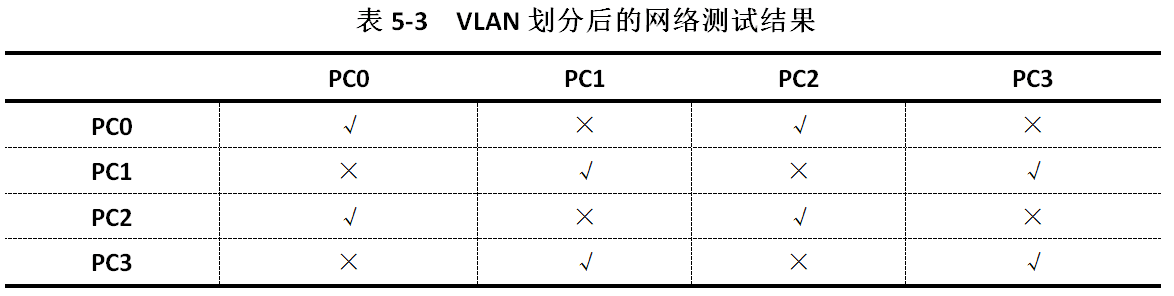 表 5-3 VLAN 划分后的网络测试结果
PC0 PC1 PC2 PC3
PC0 √ × √ ×
PC1 × √ × √
PC2 √ × √ ×
PC3 × √ × √